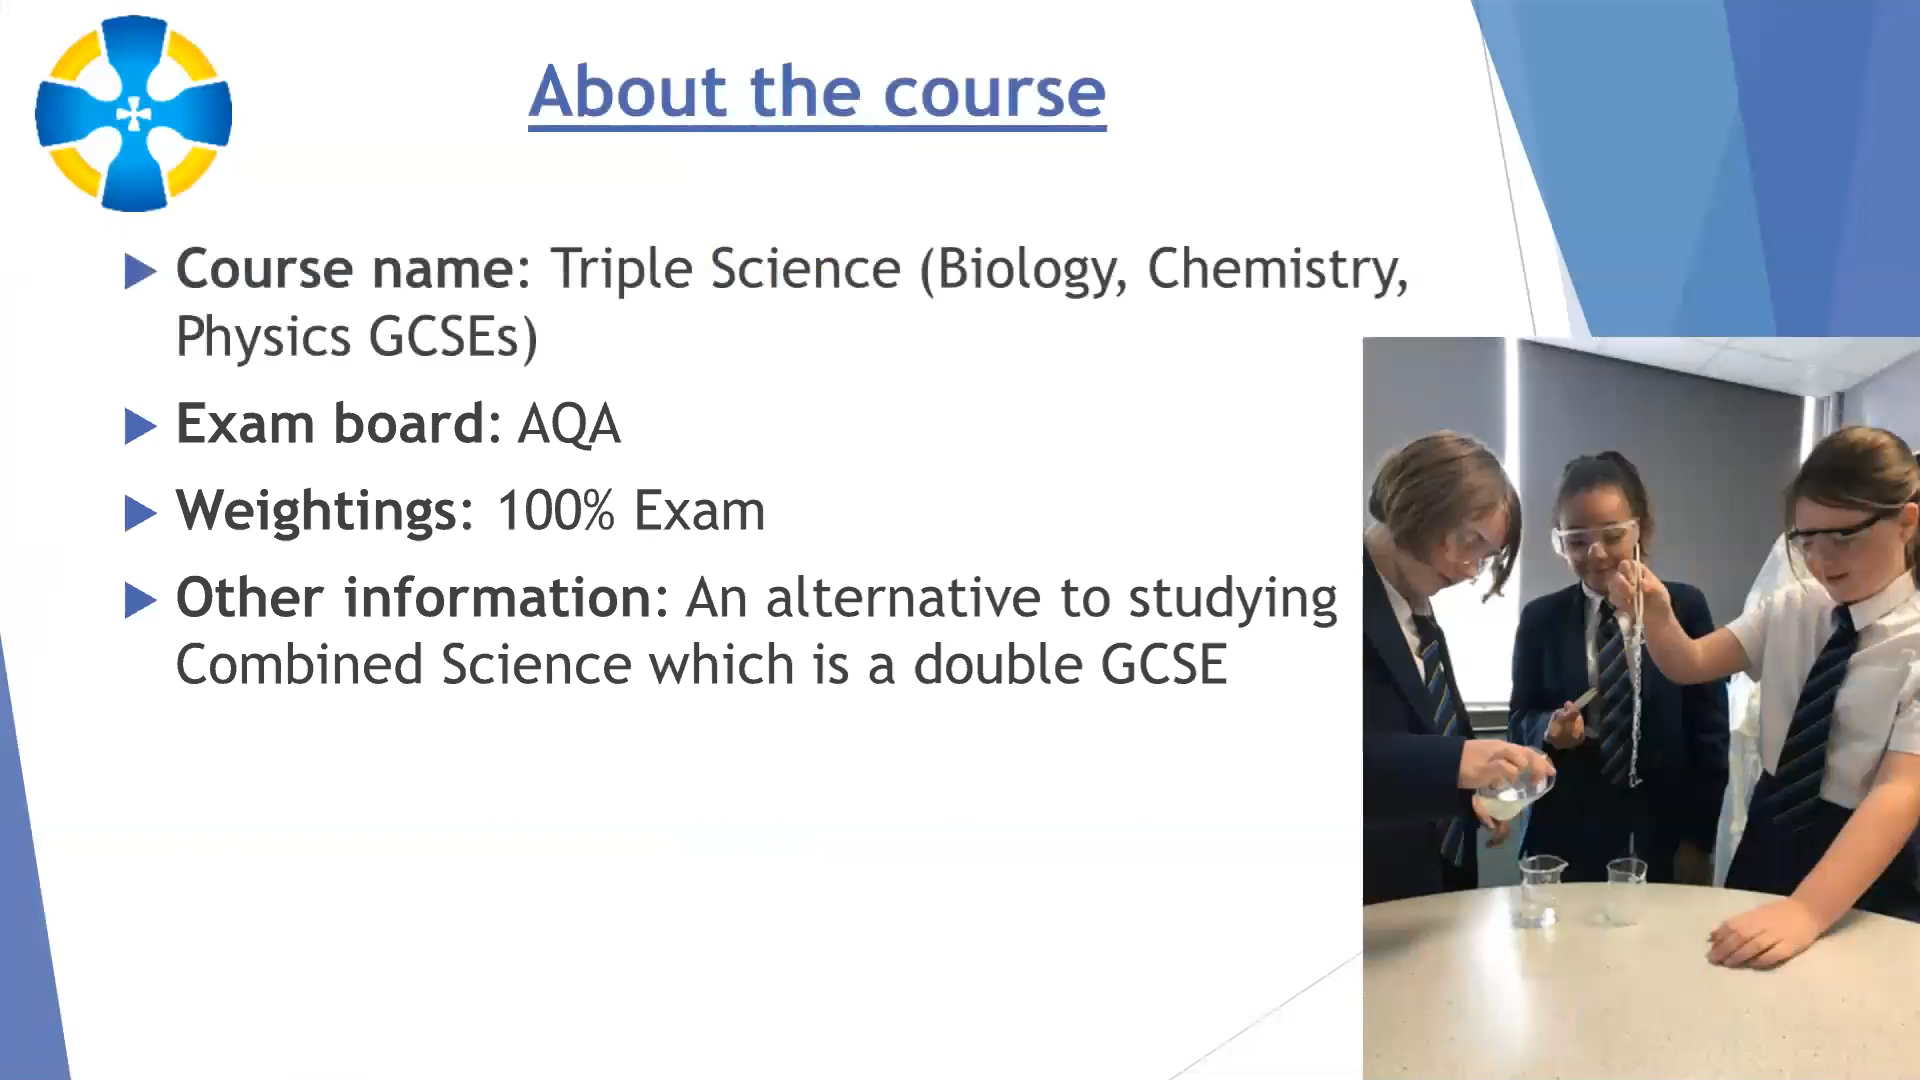 About the course
Course name: Triple Science (Biology, Chemistry,
Physics GCSEs)
Exam board: AQA
Weightings: 100% Exam
Other information: An alternative to studying
Combined Science which is a double GCSE